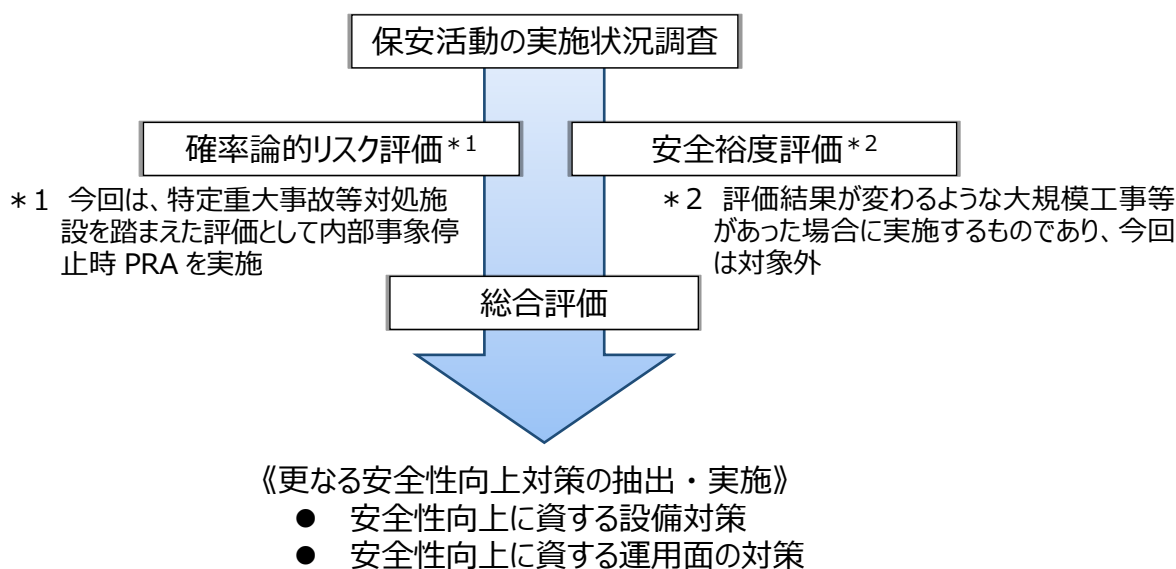 保安活動の実施状況調査
確率論的リスク評価*1
安全裕度評価*2
*1 今回は、特定重大事故等対処施
設を踏まえた評価として内部事象停
止時 PRA を実施
*2 評価結果が変わるような大規模工事等
があった場合に実施するものであり、今回
は対象外
総合評価
《更なる安全性向上対策の抽出・実施》
● 安全性向上に資する設備対策
● 安全性向上に資する運用面の対策